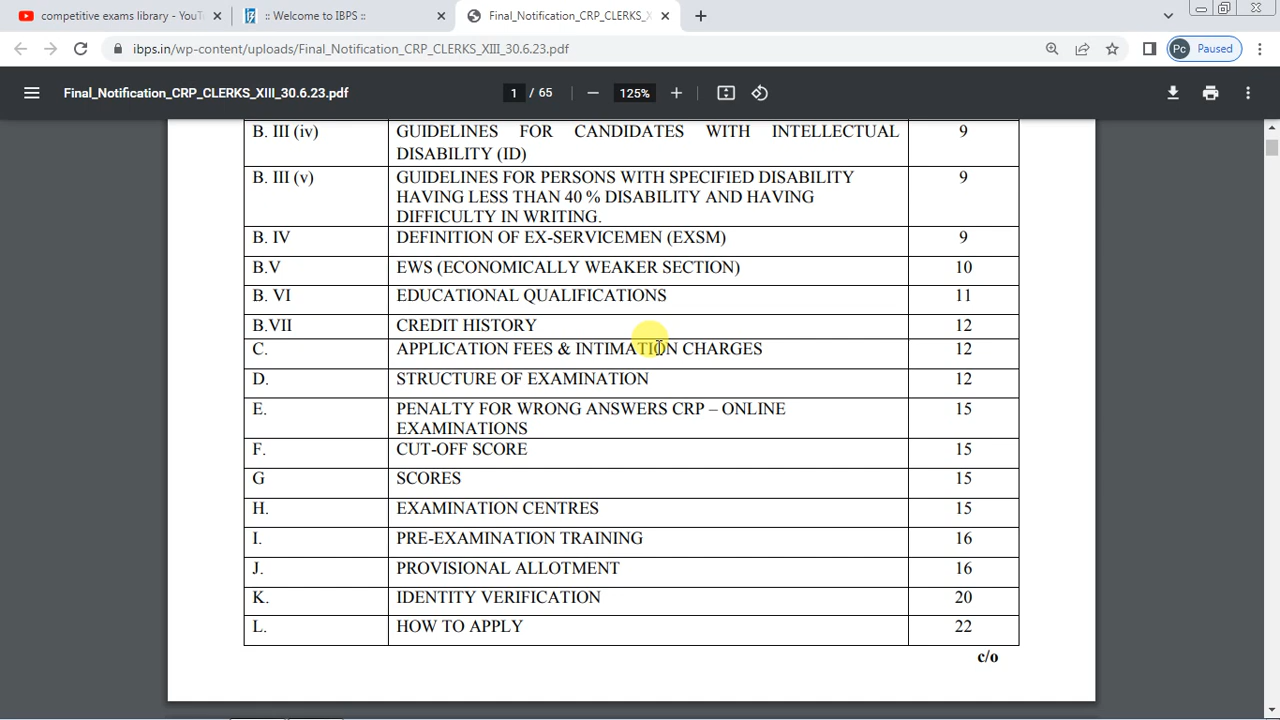 competitive exams library - YouT
:: Welcome to IBPS ::
Final_Notification_CRP_CLERKS_X
ibps.in/wp-content/uploads/Final_Notification_CRP_CLERKS_XIII_30.6.23.pdf
Pc Paused
Final_Notification_CRP_CLERKS_XIII_30.6.23.pdf
1 / 65
125%
B. III (iv) GUIDELINES FOR CANDIDATES WITH INTELLECTUAL 9
DISABILITY (ID)
B. III (v) GUIDELINES FOR PERSONS WITH SPECIFIED DISABILITY 9
HAVING LESS THAN 40 % DISABILITY AND HAVING
DIFFICULTY IN WRITING.
B. IV DEFINITION OF EX-SERVICEMEN (EXSM) 9
B.V EWS (ECONOMICALLY WEAKER SECTION) 10
B. VI EDUCATIONAL QUALIFICATIONS 11
B.VII CREDIT HISTORY 12
C. APPLICATION FEES & INTIMATION CHARGES 12
D. STRUCTURE OF EXAMINATION 12
E. PENALTY FOR WRONG ANSWERS CRP – ONLINE 15
EXAMINATIONS
F. CUT-OFF SCORE 15
G SCORES 15
H. EXAMINATION CENTRES 15
I. PRE-EXAMINATION TRAINING 16
J. PROVISIONAL ALLOTMENT 16
K. IDENTITY VERIFICATION 20
L. HOW TO APPLY 22
c/o